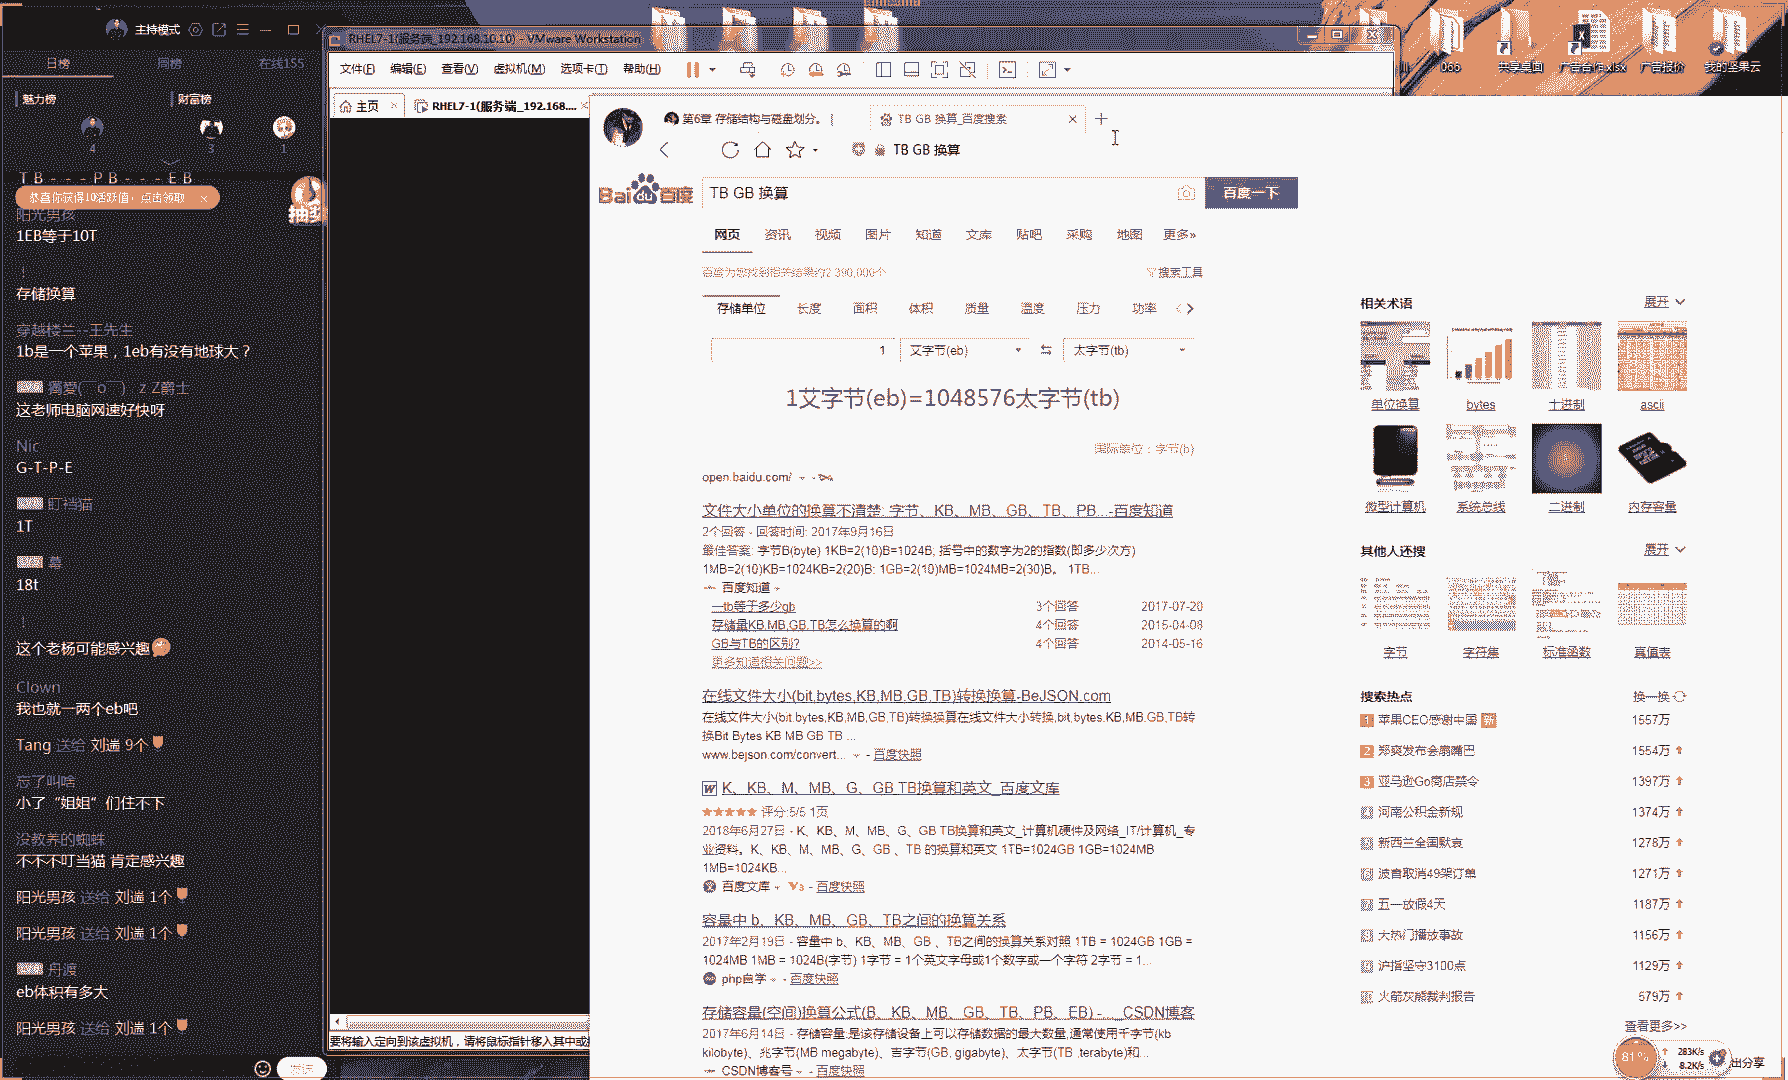 主持模式
日榜 周榜 在线155
魅力榜 财富榜
4 3 1
TB---PB---EB
恭喜你获得10活跃值，点击领取 ×
阳光男孩
1EB等于10T
存储换算
穿越楼兰--王先生
1b是一个苹果，1eb有没有地球大？
这老师电脑网速好快呀
Nic
G-T-P-E
盯裆猫
1T
18t
这个老杨可能感兴趣
Clown
我也就一两个eb吧
Tang 送给 刘遄 9个
忘了叫啥
小了“姐姐”们住不下
没教养的蜘蛛
不不不叮当猫 肯定感兴趣
阳光男孩 送给 刘遄 1个
阳光男孩 送给 刘遄 1个
丹渡
eb体积有多大
阳光男孩 送给 刘遄 1个
发送
RHEL7-1(服务端_192.168.10.10) - VMware Workstation
文件(F) 编辑(E) 查看(V) 虚拟机(M) 选项卡(T) 帮助(H)
主页 × RHEL7-1(服务端_192.168.... ×
066 共享桌面 广告合作.xlsx 广告报价 我的坚果云
第6章 存储结构与磁盘划分。 TB GB 换算_百度搜索
TB GB 换算
Bai du 百度 TB GB 换算 百度一下
网页 资讯 视频 图片 知道 文库 贴吧 采购 地图 更多»
百度为您找到相关结果约2,390,000个 搜索工具
存储单位 长度 面积 体积 质量 温度 压力 功率
1 艾字节(eb) 太字节(tb)
1艾字节(eb)=1048576太字节(tb)
国际单位：字节(b)
open.baidu.com/
文件大小单位的换算不清楚: 字节、KB、MB、GB、TB、PB...-百度知道
2个回答 - 回答时间: 2017年9月16日
最佳答案: 字节B(byte) 1KB=2(10)B=1024B; 括号中的数字为2的指数(即多少次方)
1MB=2(10)KB=1024KB=2(20)B; 1GB=2(10)MB=1024MB=2(30)B。 1TB...
百度知道
一tb等于多少gb 3个回答 2017-07-20
存储量KB,MB,GB,TB怎么换算的啊 4个回答 2015-04-09
GB与TB的区别? 4个回答 2014-05-16
更多知道相关问题>>
在线文件大小(bit,bytes,KB,MB,GB,TB)转换换算-BeJSON.com
在线文件大小(bit,bytes,KB,MB,GB,TB)转换换算在线文件大小转换,bit,bytes,KB,MB,GB,TB转
换Bit Bytes KB MB GB TB ...
www.bejson.com/convert... - 百度快照
K、KB、M、MB、G、GB TB换算和英文_百度文库
评分:5/5 1页
2018年6月27日 - K、KB、M、MB、G、GB TB换算和英文_计算机硬件及网络_IT/计算机_专
业资料。K、KB、M、MB、G、GB 、TB 的换算和英文 1TB=1024GB 1GB=1024MB
1MB=1024KB...
百度文库 - V3 - 百度快照
容量中 b、KB、MB、GB、TB之间的换算关系
2017年2月19日 - 容量中 b、KB、MB、GB 、TB之间的换算关系对照 1TB = 1024GB 1GB =
1024MB 1MB = 1024B(字节) 1字节 = 1个英文字母或1个数字或一个字符 2字节 = 1...
php自学 - 百度快照
存储容量(空间)换算公式(B、KB、MB、GB、TB、PB、EB) - ..._CSDN博客
2017年6月14日 - 存储容量:是该存储设备上可以存储数据的最大数量,通常使用千字节(kb
kilobyte)、兆字节(MB megabyte)、吉字节(GB, gigabyte)、太字节(TB ,terabyte)和...
CSDN博客号 - 百度快照
要将输入定向到该虚拟机，请将鼠标指针移入其中或
相关术语 展开
单位换算 bytes 十进制 ascii
微型计算机 系统总线 二进制 内存容量
其他人还搜 展开
字节 字符集 标准函数 真值表
搜索热点 换一换
1 苹果CEO感谢中国 新 1557万
2 郑爽发布会扇嘴巴 1554万
3 亚马逊Go商店禁令 1397万
河南公积金新规 1374万
新西兰全国默哀 1278万
波音取消49架订单 1271万
五一放假4天 1187万
大热门播放事故 1156万
沪指坚守3100点 1129万
火箭灰熊裁判报告 579万
查看更多>>
81% 283K/s
8.2K/s 出分享